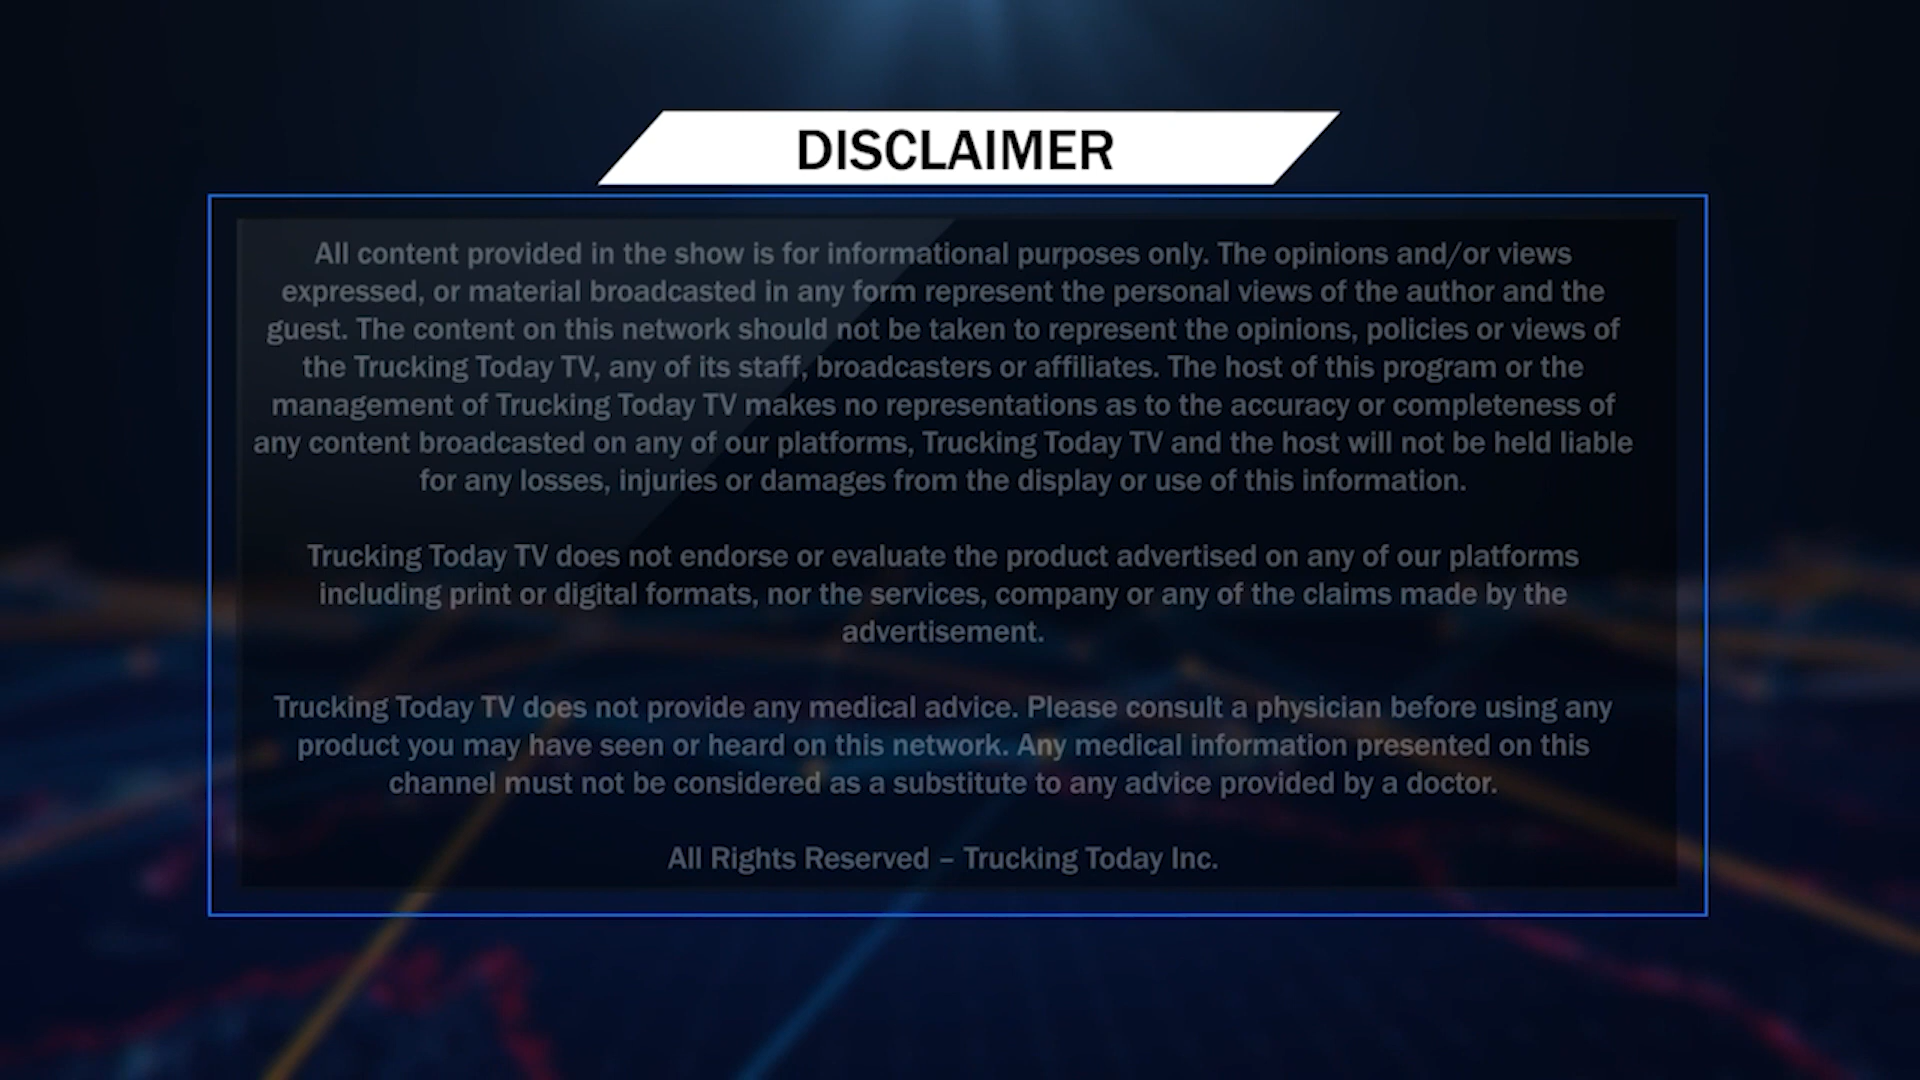 DISCLAIMER
All content provided in the show is for informational purposes only. The opinions and/or views
expressed, or material broadcasted in any form represent the personal views of the author and the
guest. The content on this network should not be taken to represent the opinions, policies or views of
the Trucking Today TV, any of its staff, broadcasters or affiliates. The host of this program or the
management of Trucking Today TV makes no representations as to the accuracy or completeness of
any content broadcasted on any of our platforms, Trucking Today TV and the host will not be held liable
for any losses, injuries or damages from the display or use of this information.
Trucking Today TV does not endorse or evaluate the product advertised on any of our platforms
including print or digital formats, nor the services, company or any of the claims made by the
advertisement.
Trucking Today TV does not provide any medical advice. Please consult a physician before using any
product you may have seen or heard on this network. Any medical information presented on this
channel must not be considered as a substitute to any advice provided by a doctor.
All Rights Reserved – Trucking Today Inc.